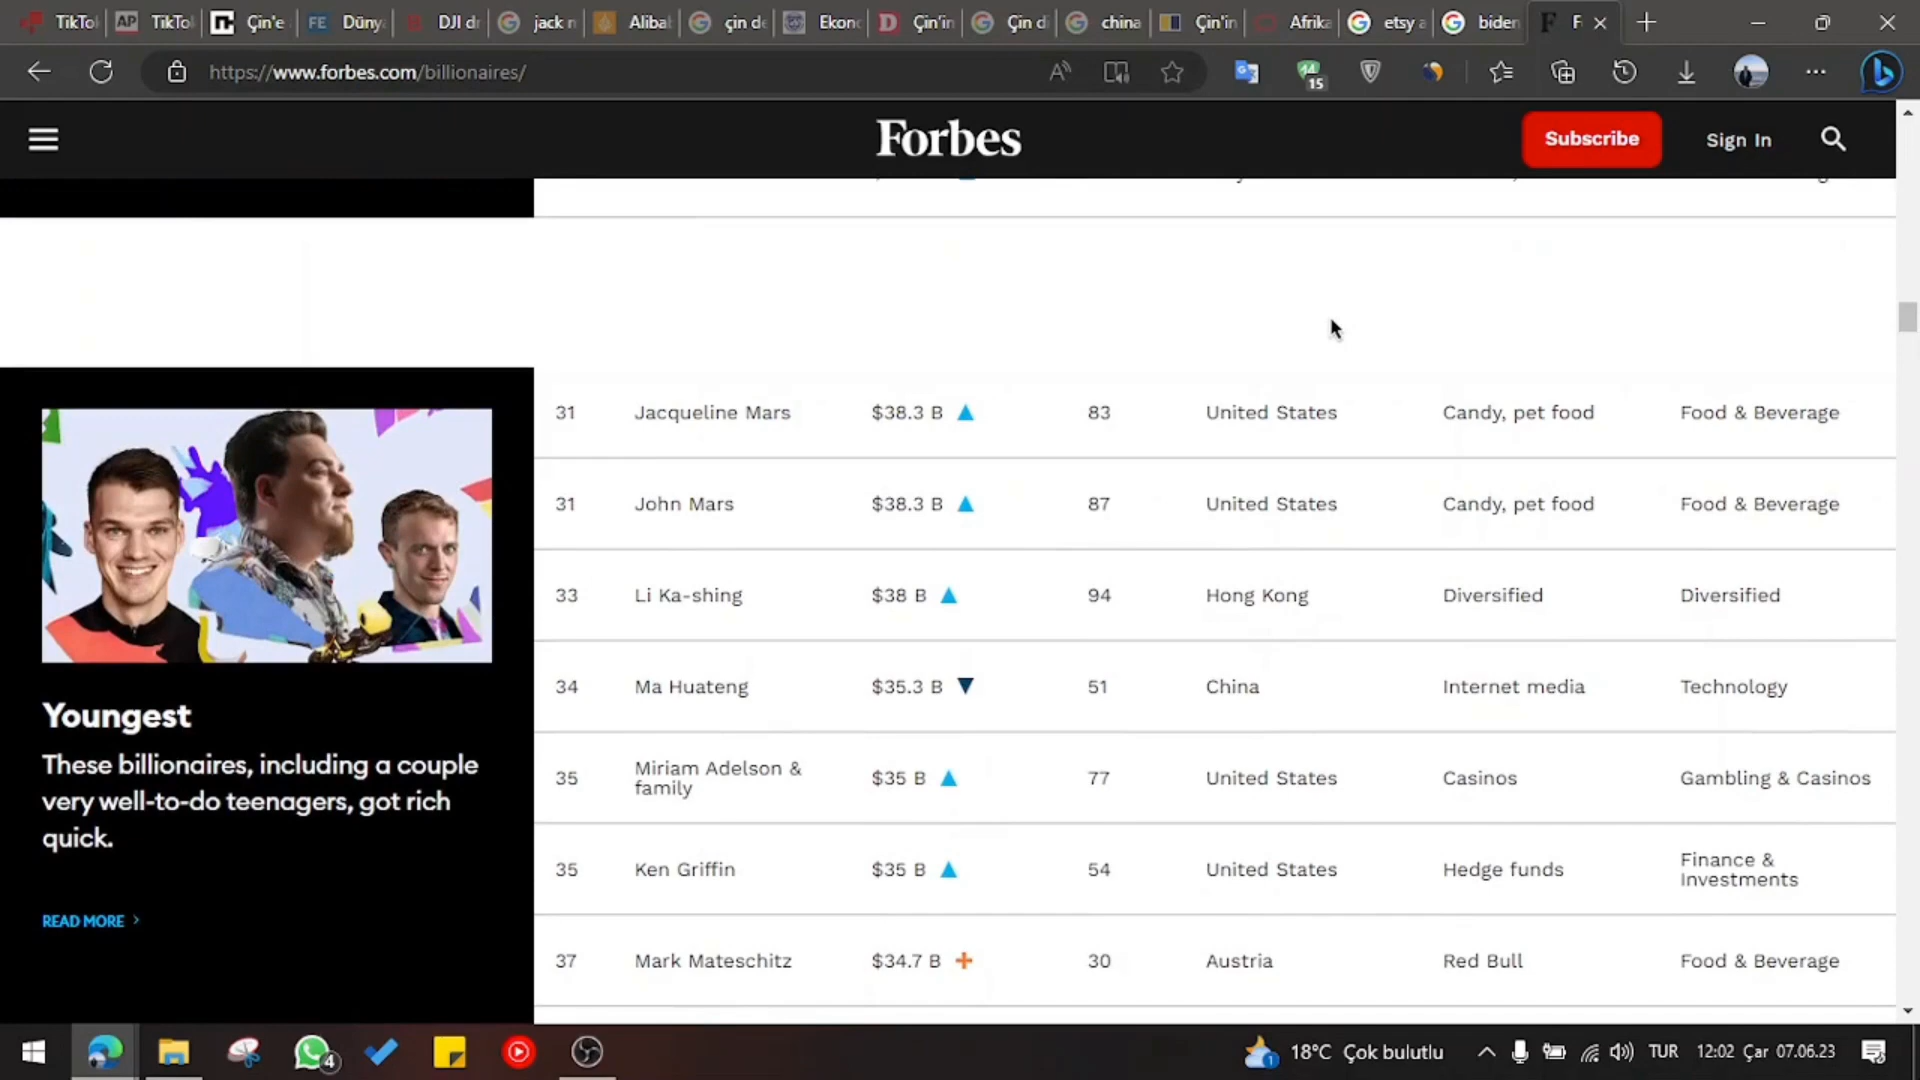 TikTo
TikTo
Çin'e
Düny
DJI d
jack n
Alibal
çin de
Ekon
Çin'in
Çin d
china
Çin'in
Afrika
etsy a
biden
F
https://www.forbes.com/billionaires/
15
Forbes
Subscribe
Sign In
31 Jacqueline Mars $38.3 B 83 United States Candy, pet food Food & Beverage
31 John Mars $38.3 B 87 United States Candy, pet food Food & Beverage
33 Li Ka-shing $38 B 94 Hong Kong Diversified Diversified
34 Ma Huateng $35.3 B 51 China Internet media Technology
35 Miriam Adelson & family $35 B 77 United States Casinos Gambling & Casinos
35 Ken Griffin $35 B 54 United States Hedge funds Finance & Investments
37 Mark Mateschitz $34.7 B 30 Austria Red Bull Food & Beverage
Youngest
These billionaires, including a couple
very well-to-do teenagers, got rich
quick.
READ MORE
4
1
18°C Çok bulutlu
TUR 12:02 Çar 07.06.23